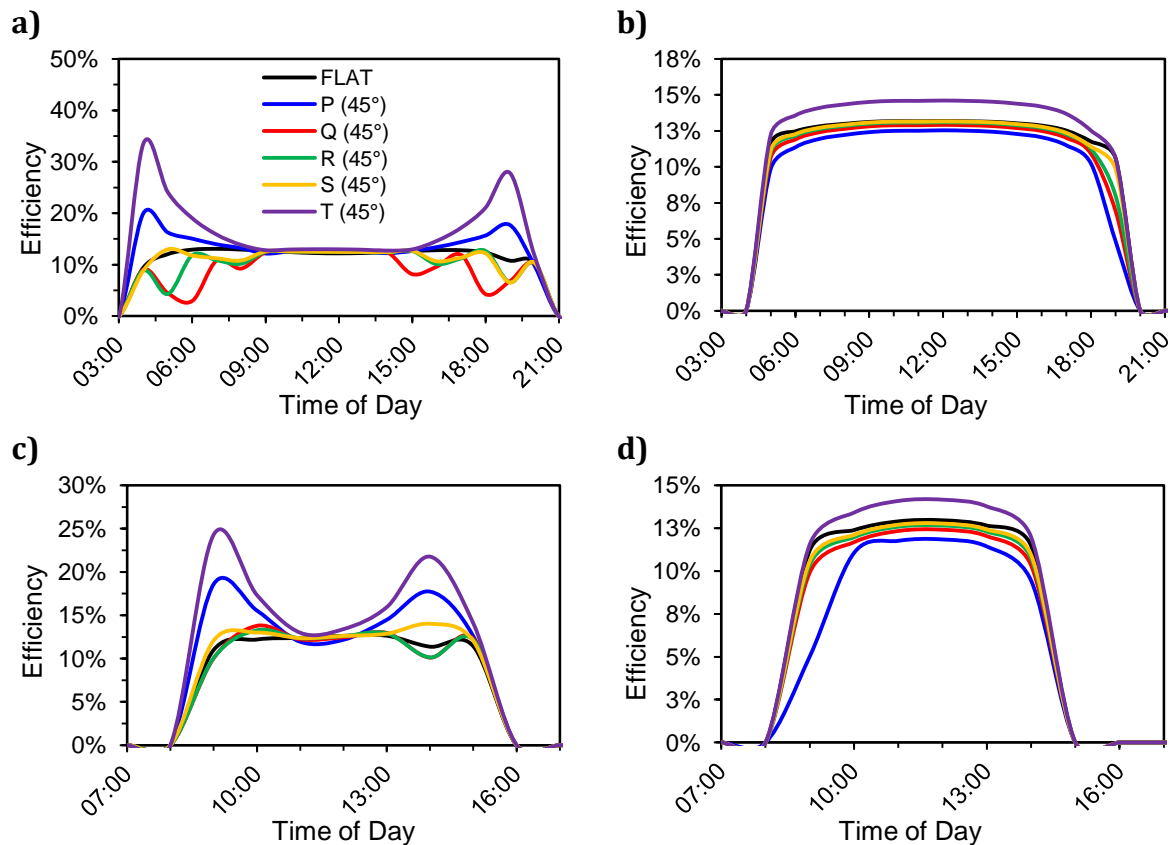 a)
50%
40%
30%
20%
10%
0%
Efficiency
FLAT
P (45°)
Q (45°)
R (45°)
S (45°)
T (45°)
03:00
06:00
09:00
12:00
15:00
18:00
21:00
Time of Day
b)
18%
15%
13%
10%
8%
5%
3%
0%
Efficiency
03:00
06:00
09:00
12:00
15:00
18:00
21:00
Time of Day
c)
30%
25%
20%
15%
10%
5%
0%
Efficiency
07:00
10:00
13:00
16:00
Time of Day
d)
15%
13%
10%
8%
5%
3%
0%
Efficiency
07:00
10:00
13:00
16:00
Time of Day